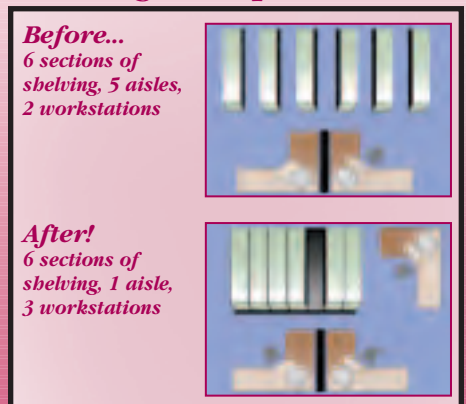 Before...
6 sections of
shelving, 5 aisles,
2 workstations
After!
6 sections of
shelving, 1 aisle,
3 workstations